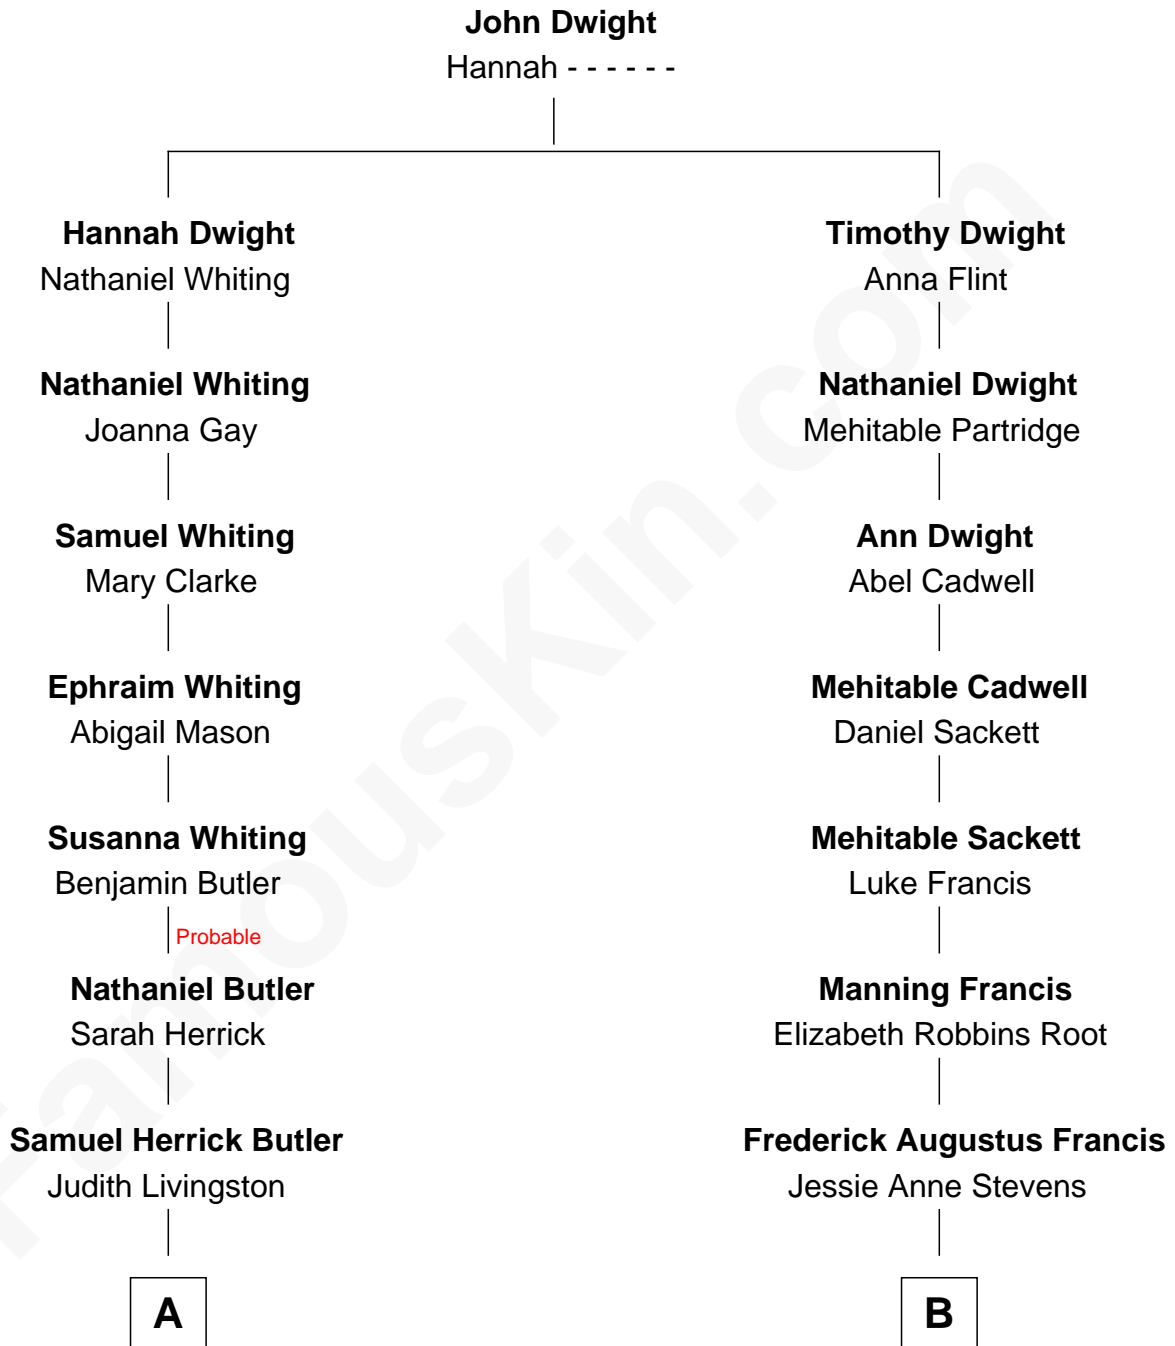 John Dwight
Hannah - - - - - -
Hannah Dwight
Nathaniel Whiting
Timothy Dwight
Anna Flint
Nathaniel Whiting
Joanna Gay
Nathaniel Dwight
Mehitable Partridge
Samuel Whiting
Mary Clarke
Ann Dwight
Abel Cadwell
Ephraim Whiting
Abigail Mason
Mehitable Cadwell
Daniel Sackett
Susanna Whiting
Benjamin Butler
Mehitable Sackett
Luke Francis
Probable
Nathaniel Butler
Sarah Herrick
Manning Francis
Elizabeth Robbins Root
Samuel Herrick Butler
Judith Livingston
Frederick Augustus Francis
Jessie Anne Stevens
A
B
FamousKin.com